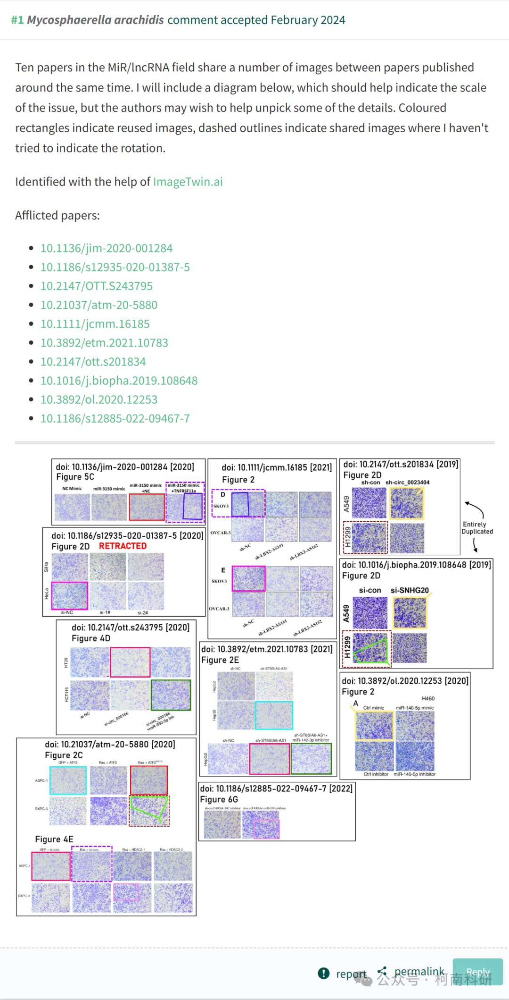 #1 Mycosphaerella arachidis comment accepted February 2024
Ten papers in the MiR/lncRNA field share a number of images between papers published
around the same time. I will include a diagram below, which should help indicate the scale
of the issue, but the authors may wish to help unpick some of the details. Coloured
rectangles indicate reused images, dashed outlines indicate shared images where I haven't
tried to indicate the rotation.
Identified with the help of ImageTwin.ai
Afflicted papers:
• 10.1136/jim-2020-001284
• 10.1186/s12935-020-01387-5
• 10.2147/OTT.S243795
• 10.21037/atm-20-5880
• 10.1111/jcmm.16185
• 10.3892/etm.2021.10783
• 10.2147/ott.s201834
• 10.1016/j.biopha.2019.108648
• 10.3892/ol.2020.12253
• 10.1186/s12885-022-09467-7
doi: 10.1136/jim-2020-001284 [2020]
Figure 5C
NC Mimic miR-3150 mimic miR-3150 mimic +NC miR-3150 mimic +TNFRSF11a
doi: 10.1186/s12935-020-01387-5 [2020]
Figure 2D RETRACTED
SiHa
HeLa
si-NC si-1# si-2#
doi: 10.2147/ott.s243795 [2020]
Figure 4D
HT29
HCT116
si-NC si-circ_000166 si-circ_000166 +miR-330-5p inh
doi: 10.21037/atm-20-5880 [2020]
Figure 2C
GFP + ATF2 Ras + ATF2 Ras + ATF2
ASPC-1
BXPC-3
Figure 4E
GFP + si-con. Ras + si-con. Ras + HDAC2-1 Ras + HDAC2-2
ASPC-1
BXPC-3
doi: 10.1111/jcmm.16185 [2021]
Figure 2
D
SKOV3
OVCAR-3
sh-NC sh-LBX2-AS1#1 sh-LBX2-AS1#2
E
SKOV3
OVCAR-3
sh-NC sh-LBX2-AS1#1 sh-LBX2-AS1#2
doi: 10.3892/etm.2021.10783 [2021]
Figure 2E
sh-NC sh-ST8SIA6-AS1
HepG2
Hep3B
sh-NC sh-ST8SIA6-AS1 sh-ST8SIA6-AS1+ miR-142-3p inhibitor
HepG2
doi: 10.1186/s12885-022-09467-7 [2022]
Figure 6G
sh-circFARSA+NC inhibitor sh-circFARSA+miR-330 inhibitor
doi: 10.2147/ott.s201834 [2019]
Figure 2D
sh-con sh-circ_0023404
A549
H1299
Entirely
Duplicated
doi: 10.1016/j.biopha.2019.108648 [2019]
Figure 2D
si-con si-SNHG20
A549
H1299
doi: 10.3892/ol.2020.12253 [2020]
Figure 2
H460
A
Ctrl mimic miR-140-5p mimic
Ctrl inhibitor miR-140-5p inhibitor
report permalink Reply
公众号 · 柯南科研